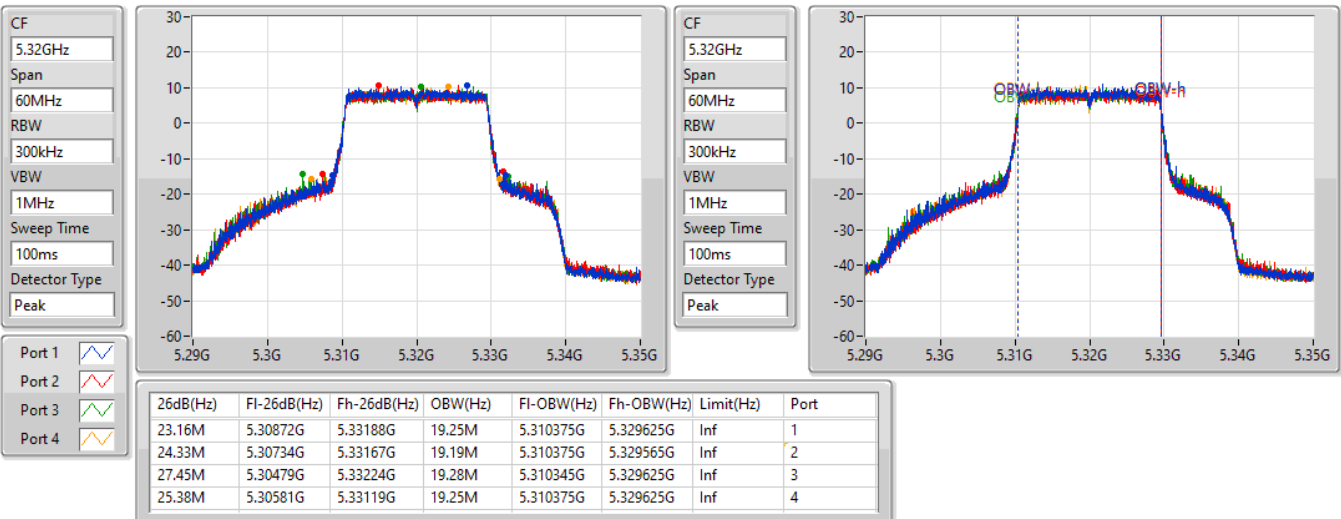 CF
5.32GHz
Span
60MHz
RBW
300kHz
VBW
1MHz
Sweep Time
100ms
Detector Type
Peak
Port 1
Port 2
Port 3
Port 4
30
20
10
0
-10
-20
-30
-40
-50
-60
5.29G 5.3G 5.31G 5.32G 5.33G 5.34G 5.35G
CF
5.32GHz
Span
60MHz
RBW
300kHz
VBW
1MHz
Sweep Time
100ms
Detector Type
Peak
30
20
10
0
-10
-20
-30
-40
-50
-60
OBW-h
5.29G 5.3G 5.31G 5.32G 5.33G 5.34G 5.35G
26dB(Hz) Fl-26dB(Hz) Fh-26dB(Hz) OBW(Hz) Fl-OBW(Hz) Fh-OBW(Hz) Limit(Hz) Port
23.16M 5.30872G 5.33188G 19.25M 5.310375G 5.329625G Inf 1
24.33M 5.30734G 5.33167G 19.19M 5.310375G 5.329565G Inf 2
27.45M 5.30479G 5.33224G 19.28M 5.310345G 5.329625G Inf 3
25.38M 5.30581G 5.33119G 19.25M 5.310375G 5.329625G Inf 4